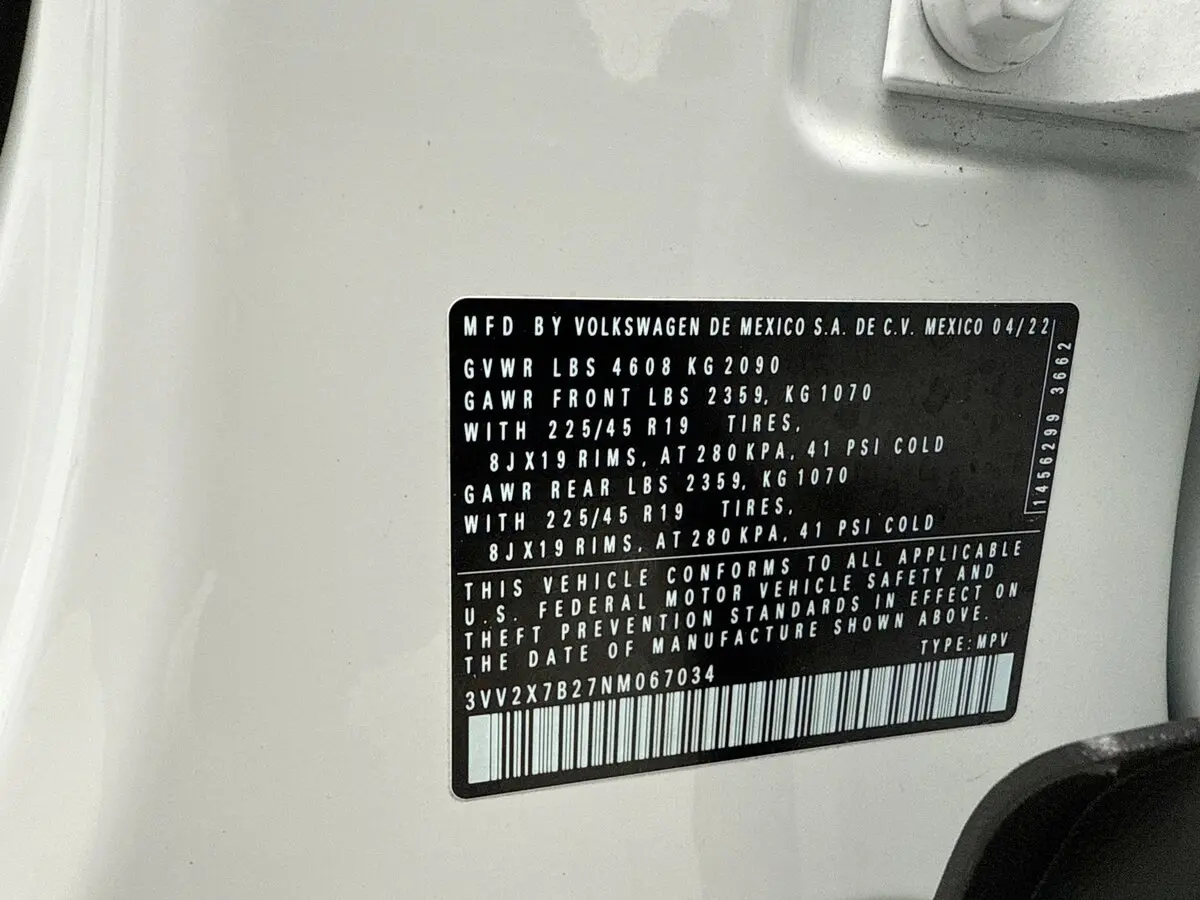 MFD BY VOLKSWAGEN DE MEXICO S.A. DE C.V. MEXICO 04/22
GVWR LBS 4608 KG 2090
GAWR FRONT LBS 2359, KG 1070
WITH 225/45 R19 TIRES,
8JX19 RIMS, AT 280 KPA, 41 PSI COLD
GAWR REAR LBS 2359, KG 1070
WITH 225/45 R19 TIRES,
8JX19 RIMS, AT 280 KPA, 41 PSI COLD
1456299 3662
THIS VEHICLE CONFORMS TO ALL APPLICABLE
U.S. FEDERAL MOTOR VEHICLE SAFETY AND
THEFT PREVENTION STANDARDS IN EFFECT ON
THE DATE OF MANUFACTURE SHOWN ABOVE.
TYPE: MPV
3VV2X7B27NM067034